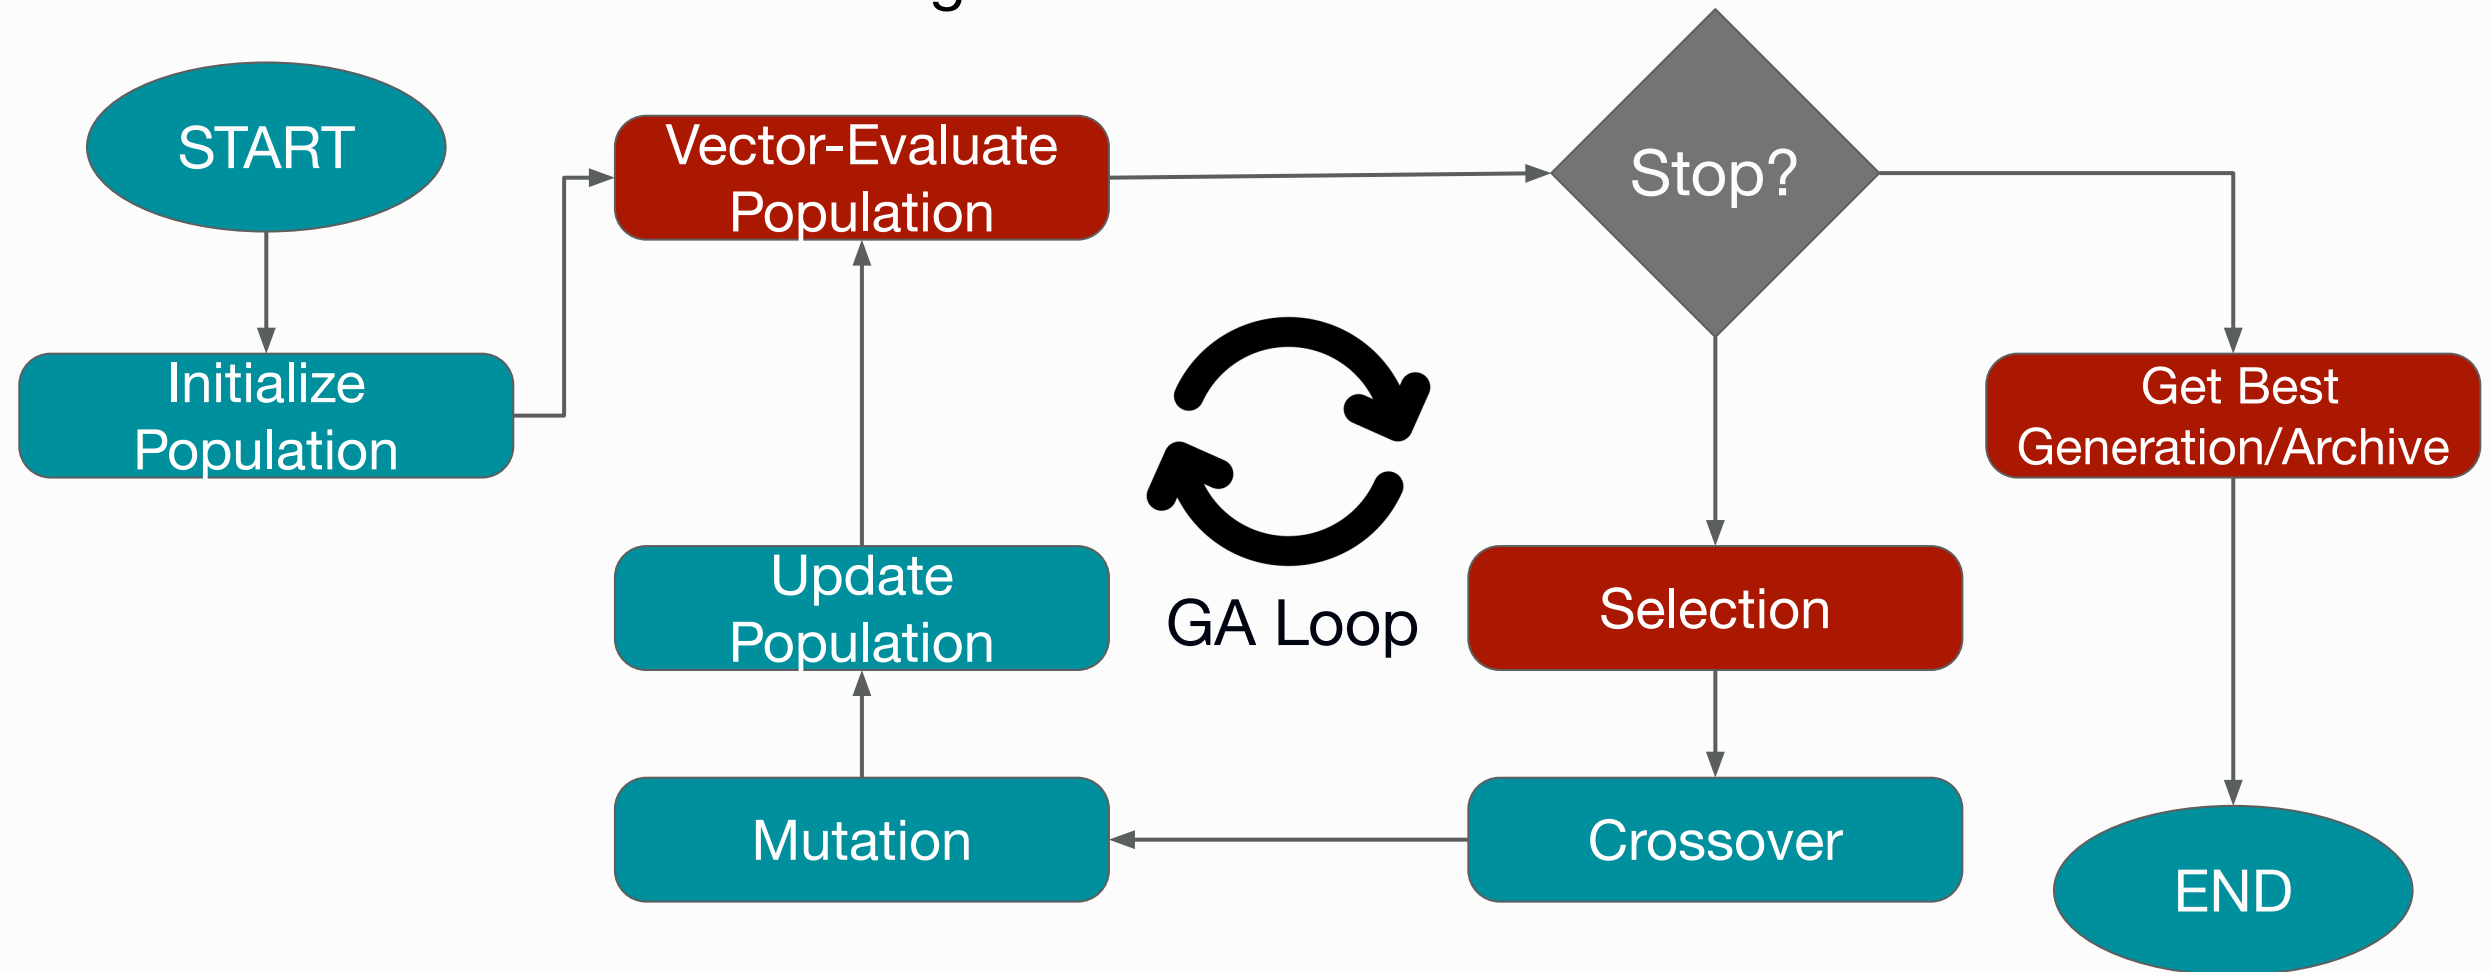 START
Vector-Evaluate
Population
Stop?
Initialize
Population
Get Best
Generation/Archive
Update
Population
GA Loop
Selection
Mutation
Crossover
END